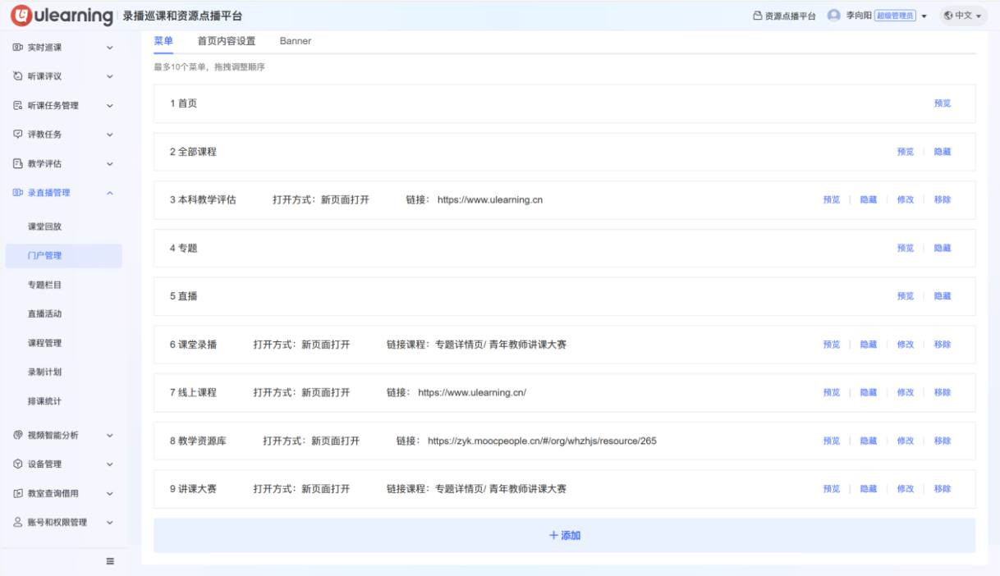 ulearning 录播巡课和资源点播平台 资源点播平台 李向阳 超级管理员 中文
实时巡课
听课评议
听课任务管理
评教任务
教学评估
录直播管理
课堂回放
门户管理
专题栏目
直播活动
课程管理
录制计划
排课统计
视频智能分析
设备管理
教室查询借用
账号和权限管理
菜单 首页内容设置 Banner
最多10个菜单，拖拽调整顺序
1 首页 预览
2 全部课程 预览 隐藏
3 本科教学评估 打开方式：新页面打开 链接： https://www.ulearning.cn 预览 隐藏 修改 移除
4 专题 预览 隐藏
5 直播 预览 隐藏
6 课堂录播 打开方式：新页面打开 链接课程：专题详情页/ 青年教师讲课大赛 预览 隐藏 修改 移除
7 线上课程 打开方式：新页面打开 链接： https://www.ulearning.cn/ 预览 隐藏 修改 移除
8 教学资源库 打开方式：新页面打开 链接： https://zyk.moocpeople.cn/#/org/whzhjs/resource/265 预览 隐藏 修改 移除
9 讲课大赛 打开方式：新页面打开 链接课程：专题详情页/ 青年教师讲课大赛 预览 隐藏 修改 移除
＋添加